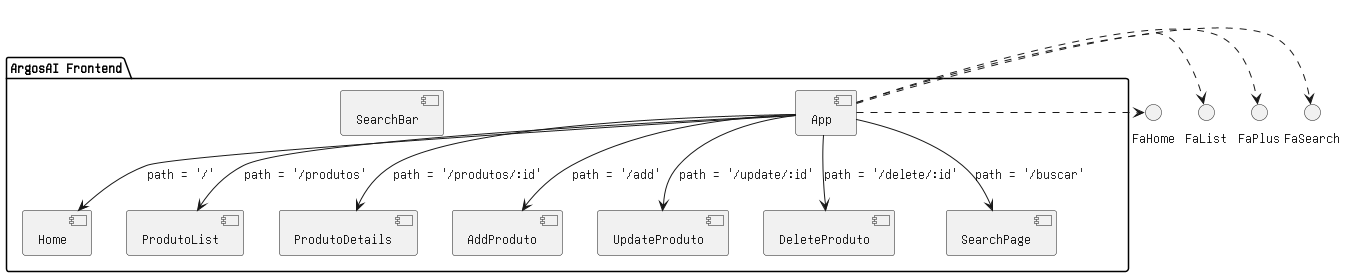 ArgosAI Frontend
SearchBar
App
FaHome
FaList
FaPlus
FaSearch
path = '/'
path = '/produtos'
path = '/produtos/:id'
path = '/add'
path = '/update/:id'
path = '/delete/:id'
path = '/buscar'
Home
ProdutoList
ProdutoDetails
AddProduto
UpdateProduto
DeleteProduto
SearchPage